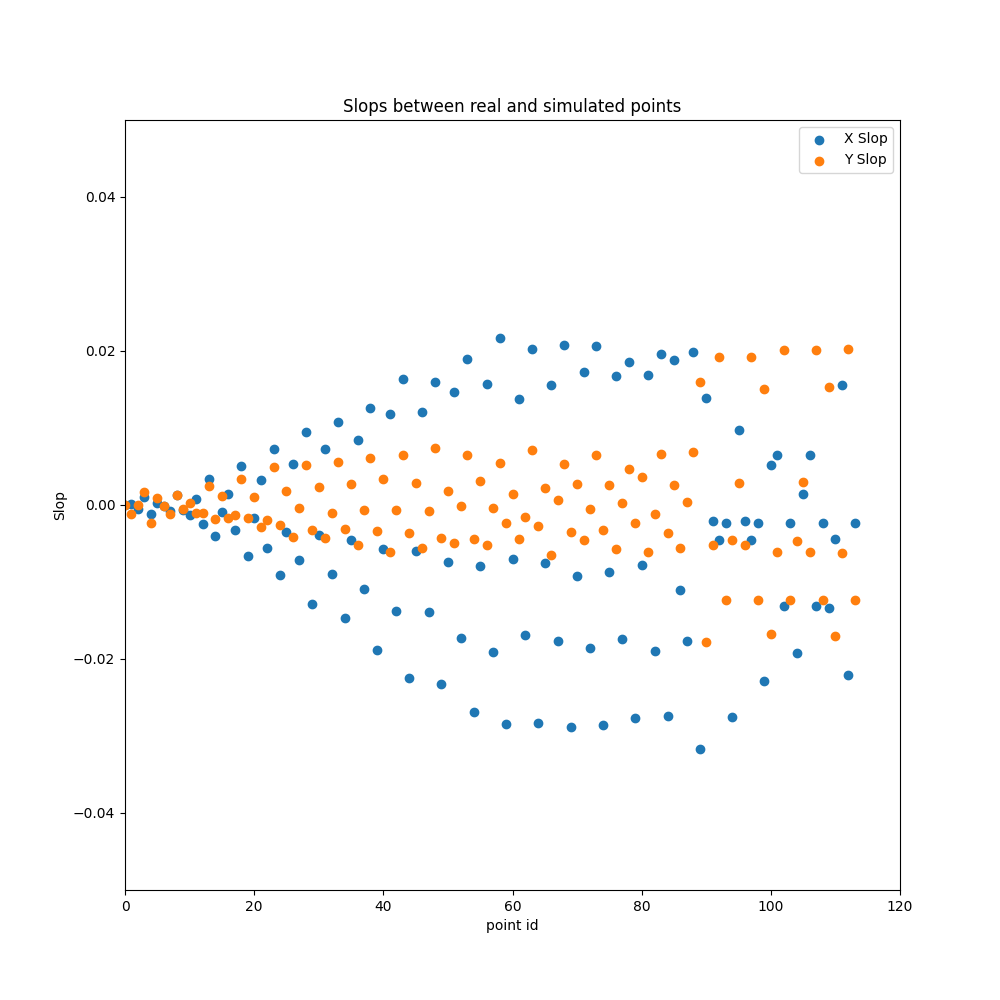 Slops between real and simulated points
X Slop
Y Slop
0.04
0.02
0.00
−0.02
−0.04
Slop
0 20 40 60 80 100 120
point id